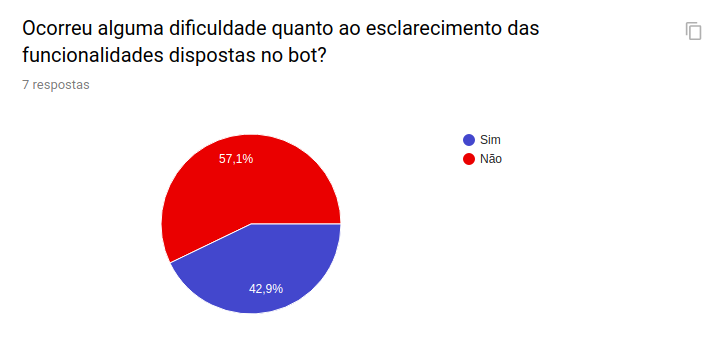 Ocorreu alguma dificuldade quanto ao esclarecimento das
funcionalidades dispostas no bot?
7 respostas
57,1%
42,9%
Sim
Não